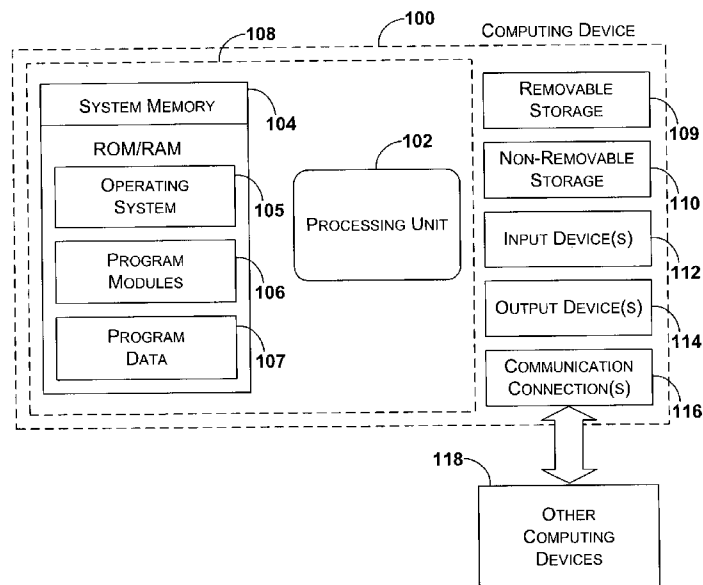 100
108
COMPUTING DEVICE
SYSTEM MEMORY
104
ROM/RAM
OPERATING
SYSTEM
105
PROGRAM
MODULES
106
PROGRAM
DATA
107
102
PROCESSING UNIT
REMOVABLE
STORAGE
109
NON-REMOVABLE
STORAGE
110
INPUT DEVICE(S)
112
OUTPUT DEVICE(S)
114
COMMUNICATION
CONNECTION(S)
116
118
OTHER
COMPUTING
DEVICES